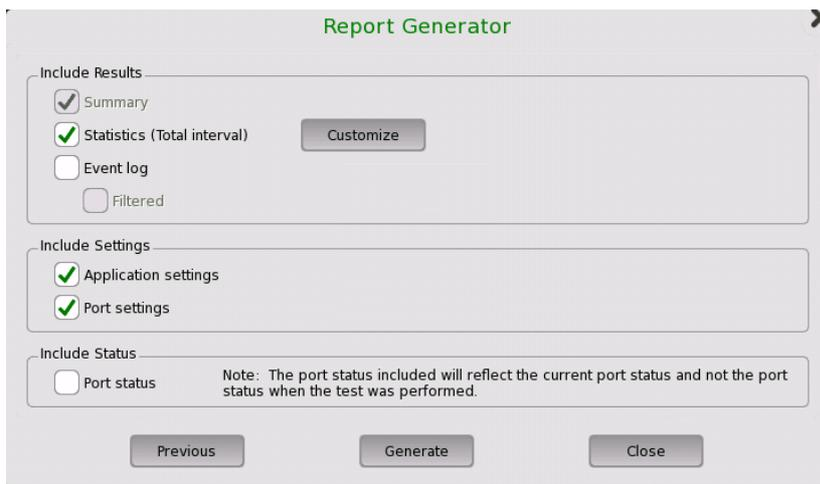 Report Generator
Include Results
Summary
Statistics (Total interval)
Customize
Event log
Filtered
Include Settings
Application settings
Port settings
Include Status
Port status
Note: The port status included will reflect the current port status and not the port
status when the test was performed.
Previous
Generate
Close